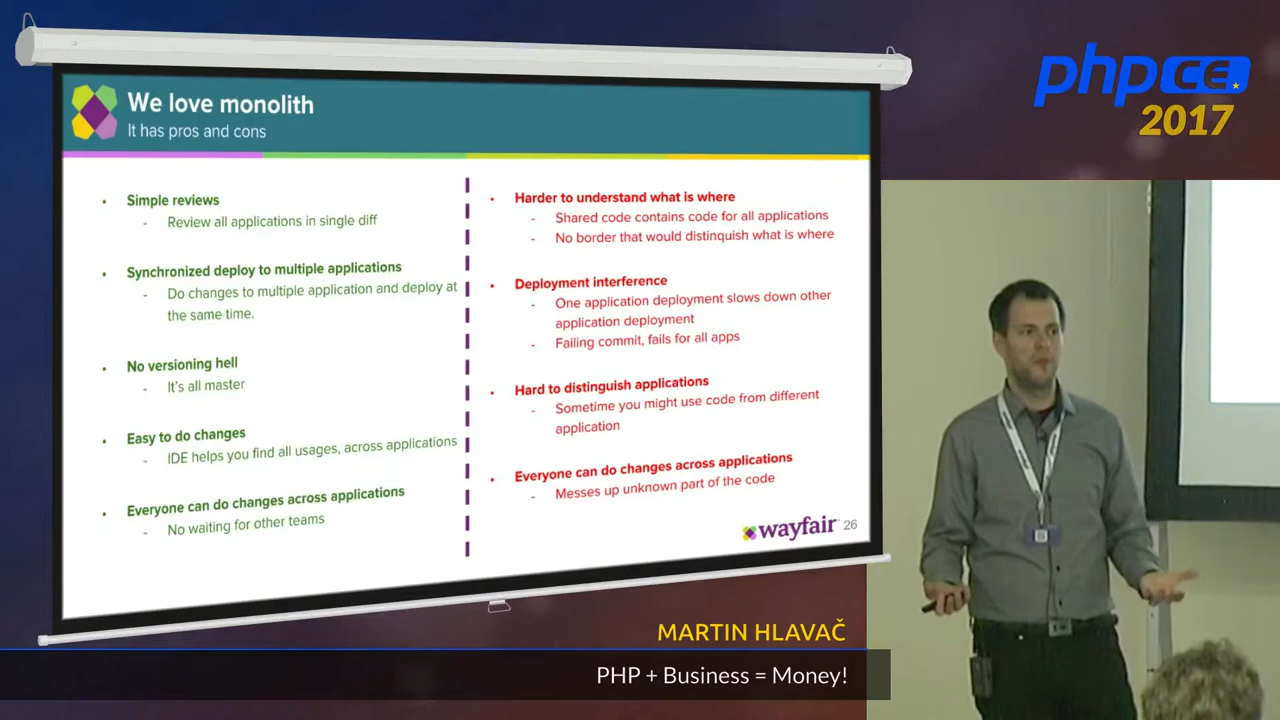 We love monolith
It has pros and cons
• Simple reviews
- Review all applications in single diff
• Synchronized deploy to multiple applications
- Do changes to multiple application and deploy at
the same time.
• No versioning hell
- It's all master
• Easy to do changes
- IDE helps you find all usages, across applications
• Everyone can do changes across applications
- No waiting for other teams
• Harder to understand what is where
- Shared code contains code for all applications
- No border that would distinquish what is where
• Deployment interference
- One application deployment slows down other
application deployment
- Failing commit, fails for all apps
• Hard to distinguish applications
- Sometime you might use code from different
application
• Everyone can do changes across applications
- Messes up unknown part of the code
wayfair 26
phpCE
2017
MARTIN HLAVAČ
PHP + Business = Money!